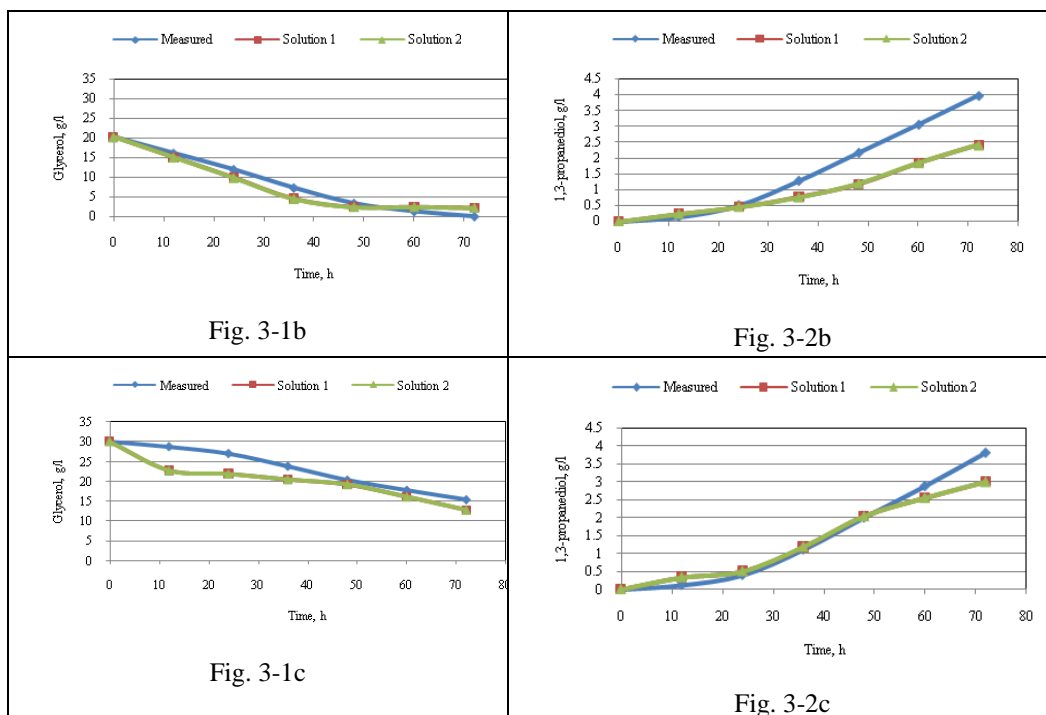 Measured Solution 1 Solution 2
Glycerol, g/l
35
30
25
20
15
10
5
0
0 10 20 30 40 50 60 70
Time, h
Fig. 3-1b
Measured Solution 1 Solution 2
1,3-propanediol, g/l
4.5
4
3.5
3
2.5
2
1.5
1
0.5
0
0 10 20 30 40 50 60 70 80
Time, h
Fig. 3-2b
Measured Solution 1 Solution 2
Glycerol, g/l
35
30
25
20
15
10
5
0
0 10 20 30 40 50 60 70 80
Time, h
Fig. 3-1c
Measured Solution 1 Solution 2
1,3-propanediol, g/l
4.5
4
3.5
3
2.5
2
1.5
1
0.5
0
0 10 20 30 40 50 60 70 80
Time, h
Fig. 3-2c